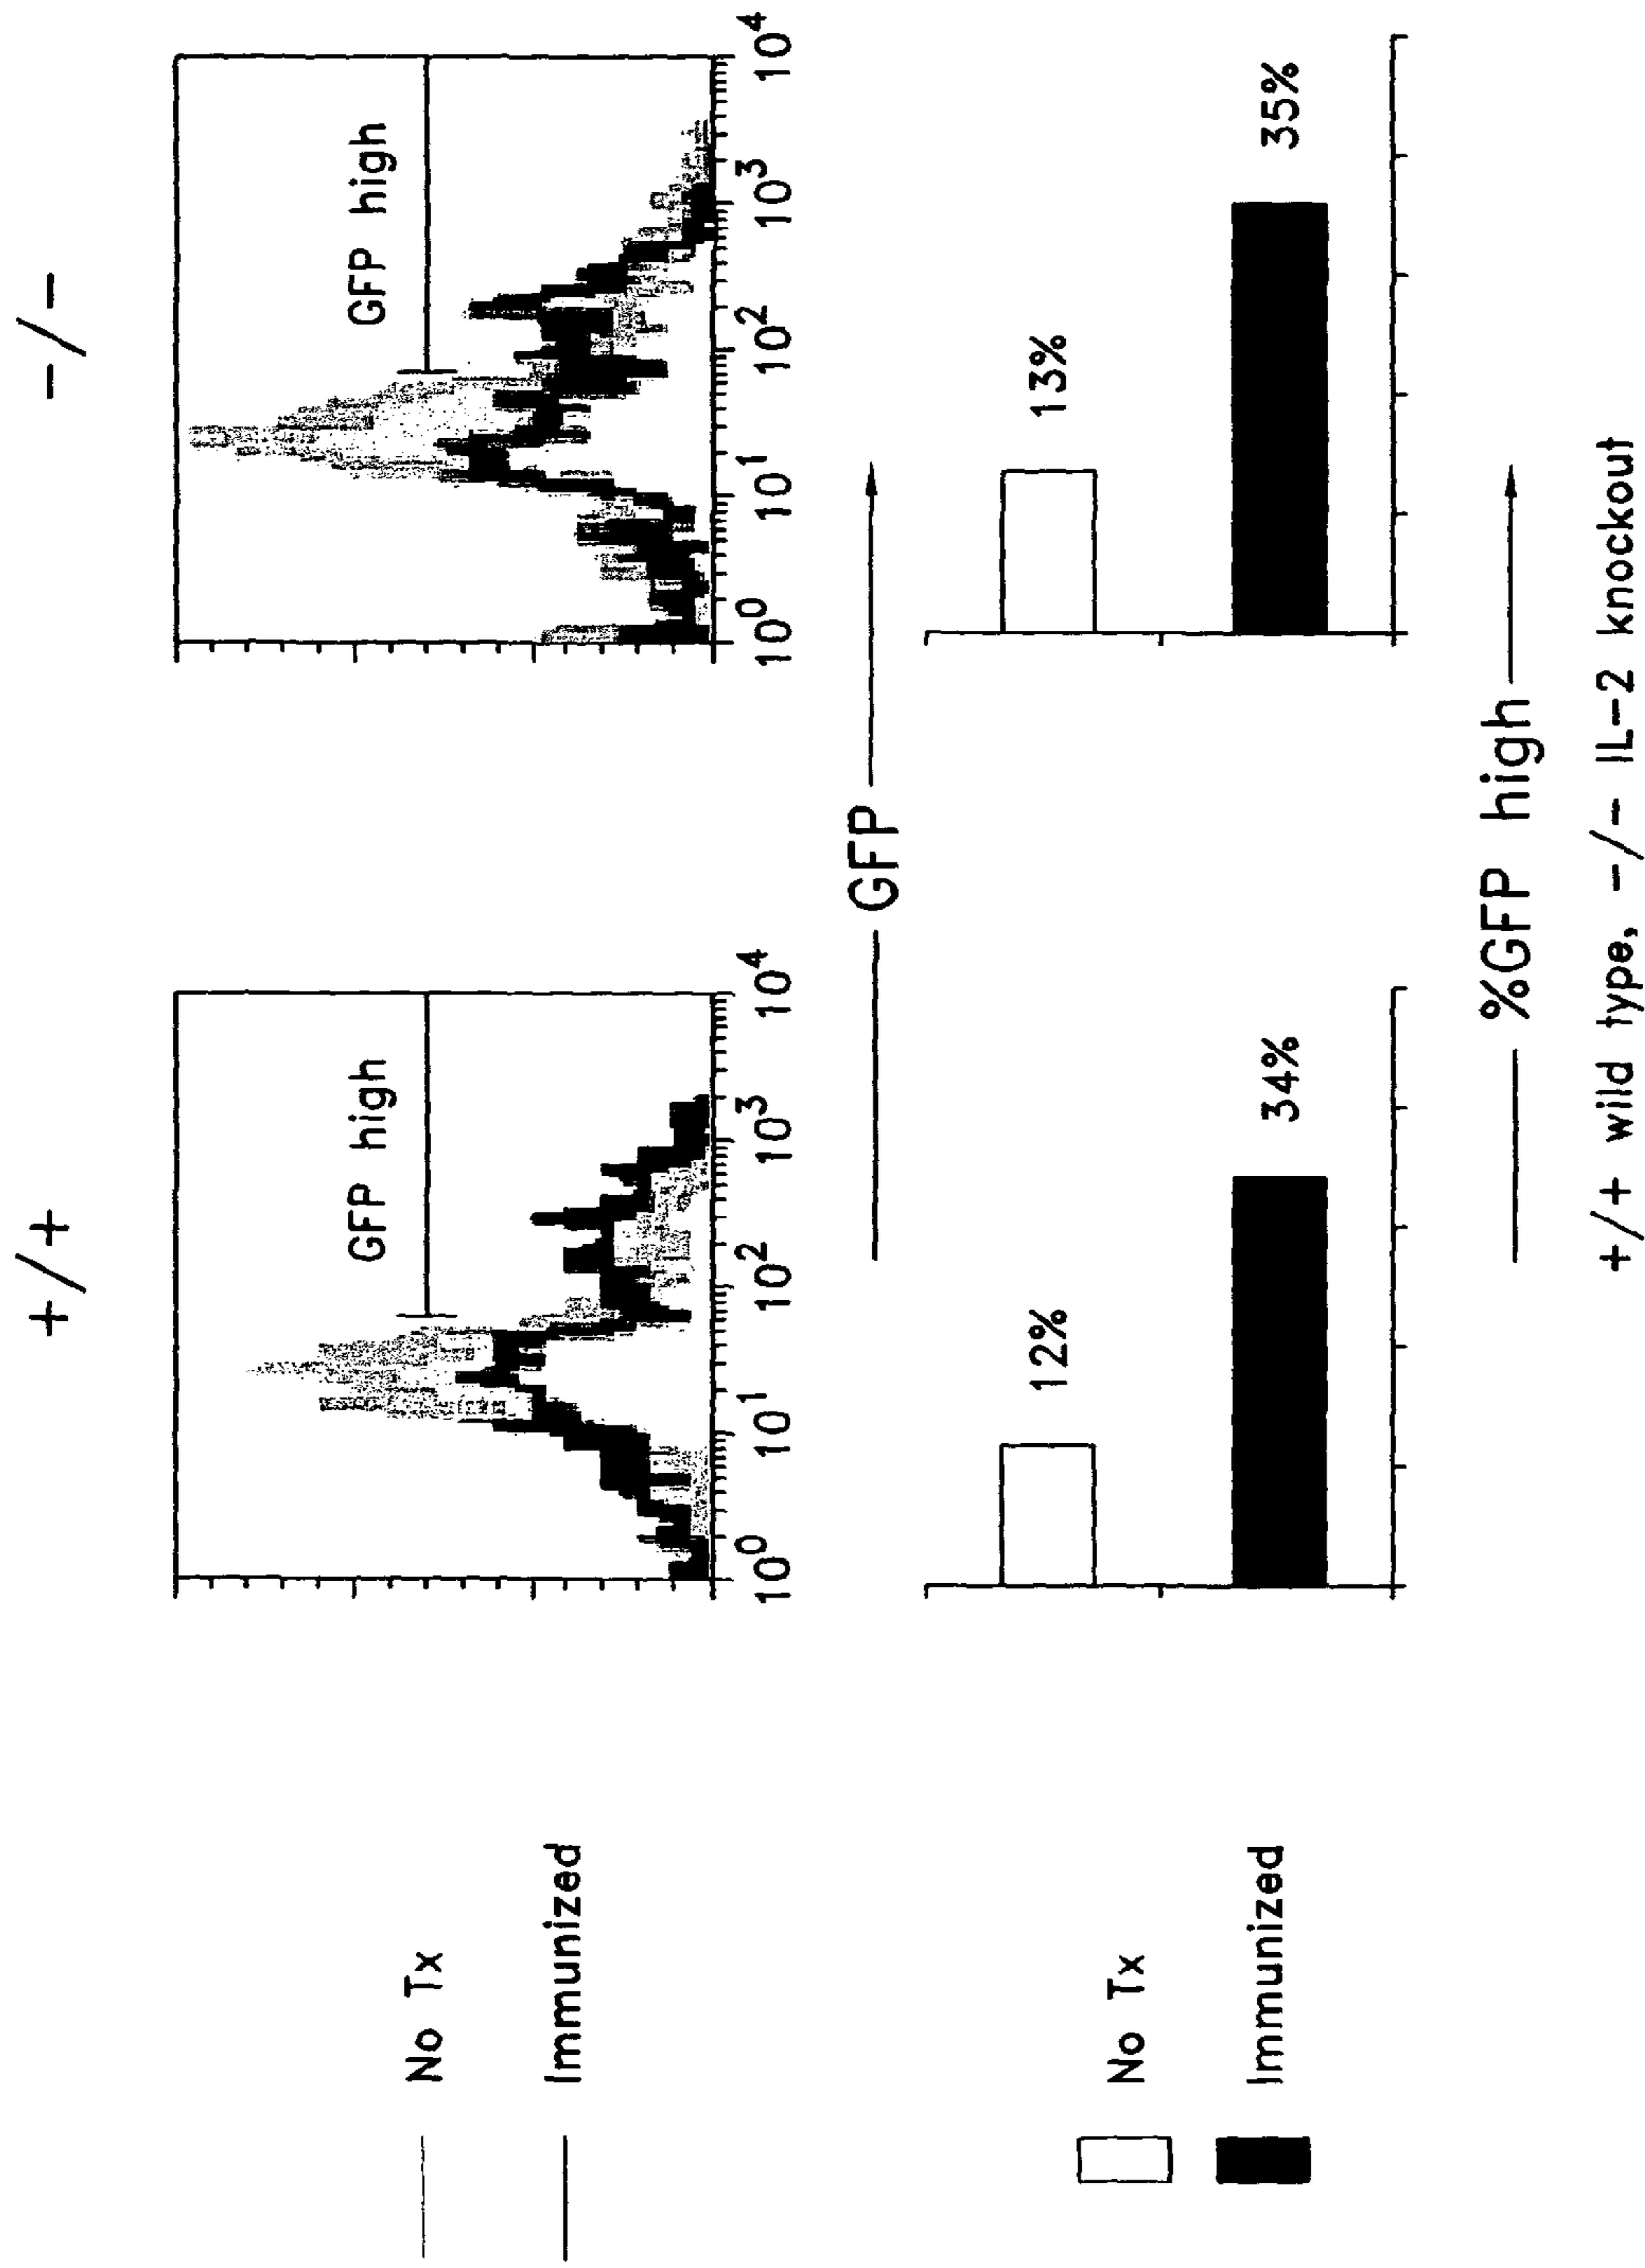 +/+
-/-
No Tx
Immunized
GFP high
GFP high
10⁰ 10¹ 10² 10³ 10⁴
10⁰ 10¹ 10² 10³ 10⁴
GFP
No Tx
Immunized
12%
34%
13%
35%
%GFP high
+/+ wild type, -/- IL-2 knockout